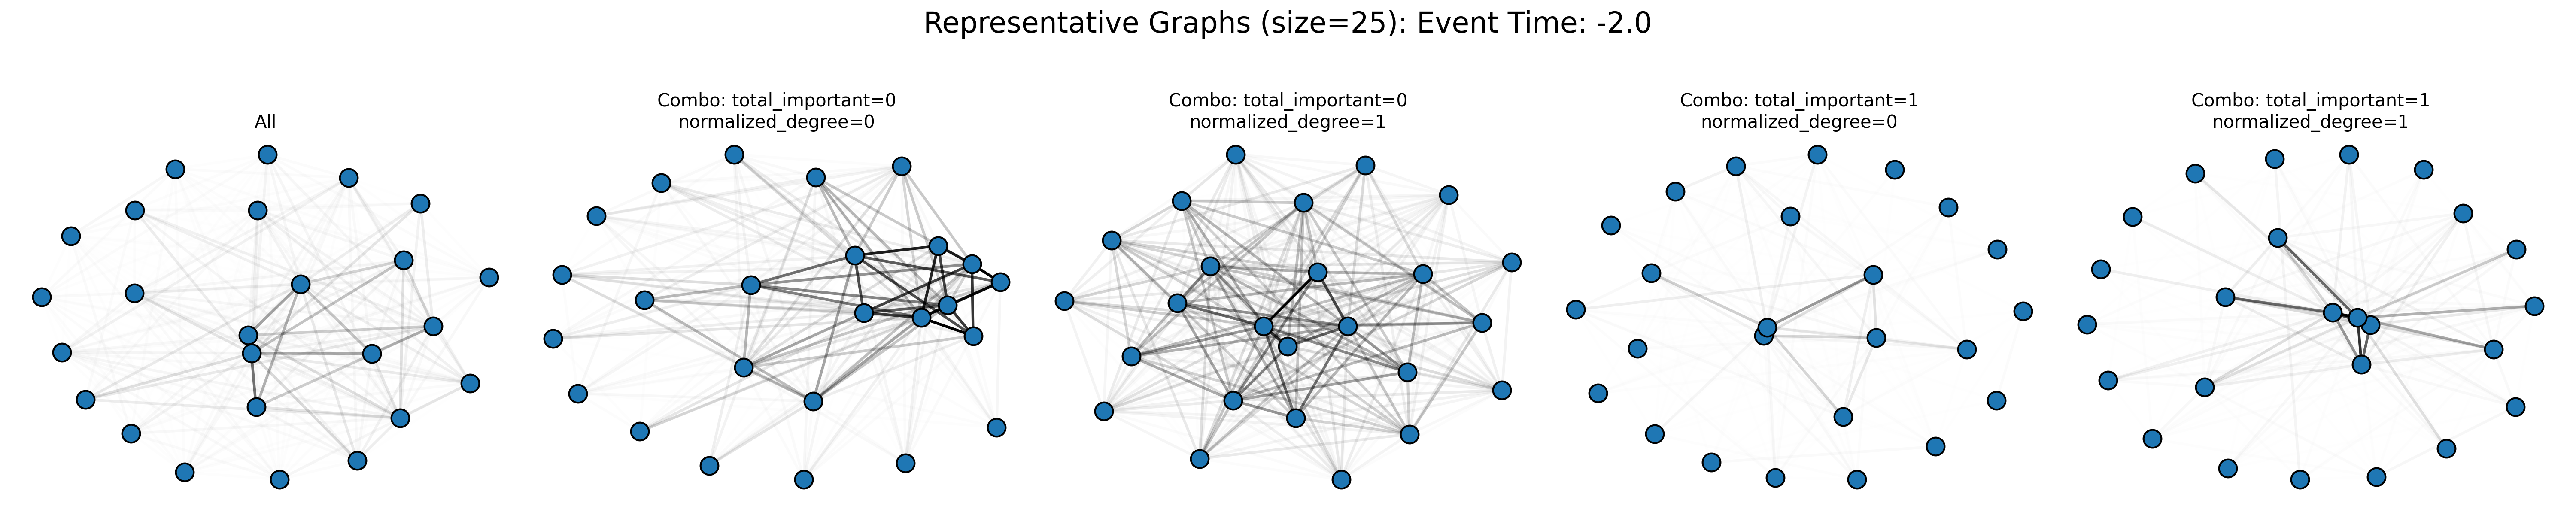 Representative Graphs (size=25): Event Time: -2.0
All
Combo: total_important=0
normalized_degree=0
Combo: total_important=0
normalized_degree=1
Combo: total_important=1
normalized_degree=0
Combo: total_important=1
normalized_degree=1